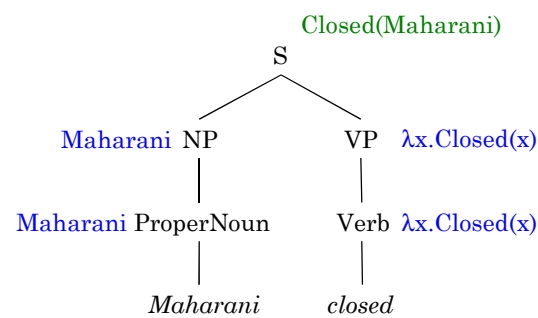 Closed(Maharani)
S
Maharani NP VP λx.Closed(x)
Maharani ProperNoun Verb λx.Closed(x)
Maharani closed